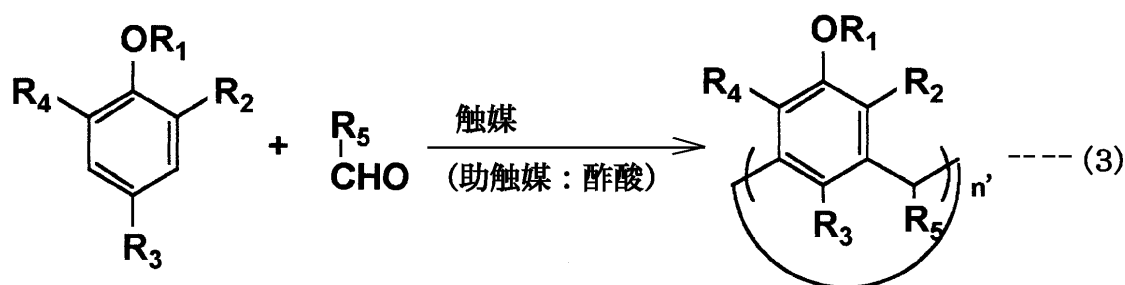 OR₁
R₄
R₂
R₃
+
R₅
CHO
触媒
(助触媒：酢酸)
OR₁
R₄
R₂
R₃
R₅
n'
---- (3)